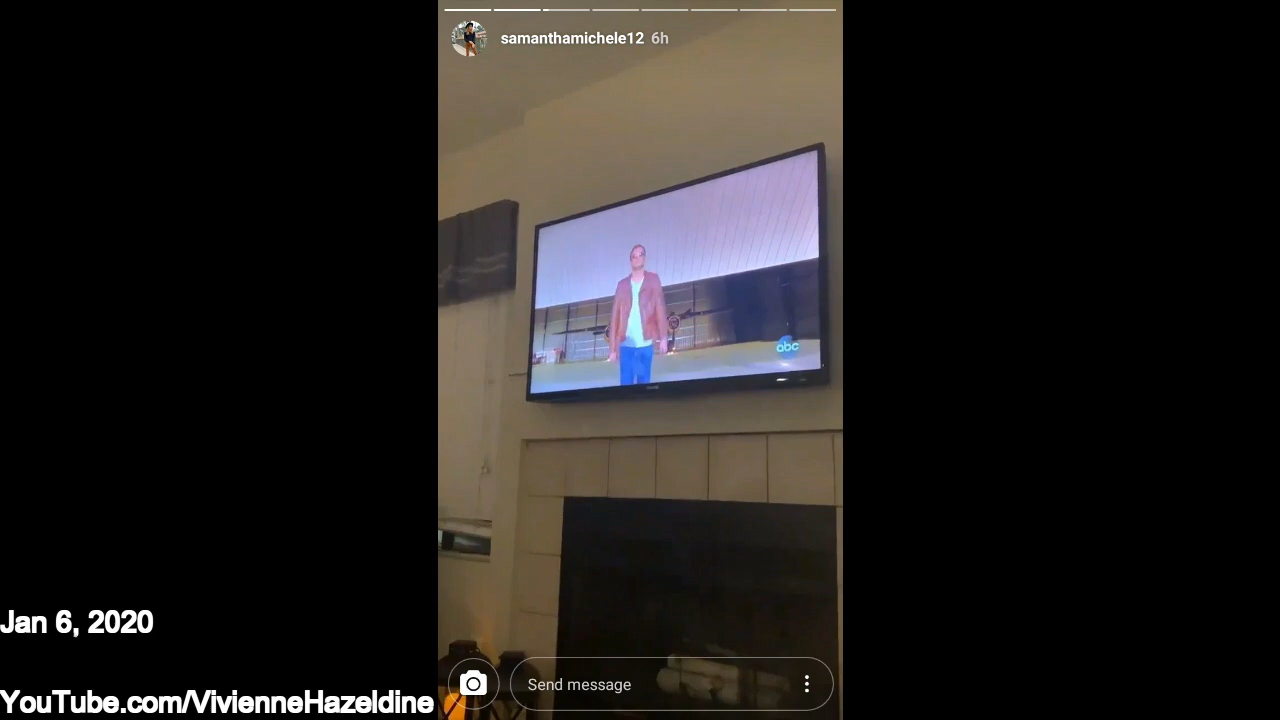 samanthamichele12 6h
abc
Send message
Jan 6, 2020
YouTube.com/VivienneHazeldine